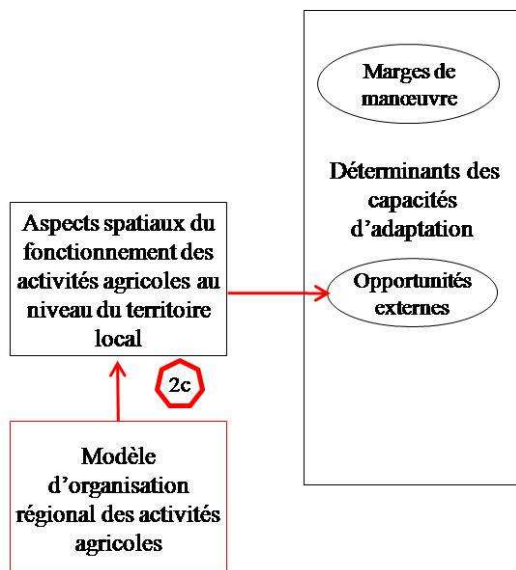 Marges de
manœuvre
Déterminants des
capacités
d’adaptation
Opportunités
externes
Aspects spatiaux du
fonctionnement des
activités agricoles au
niveau du territoire
local
2c
Modèle
d’organisation
régional des activités
agricoles